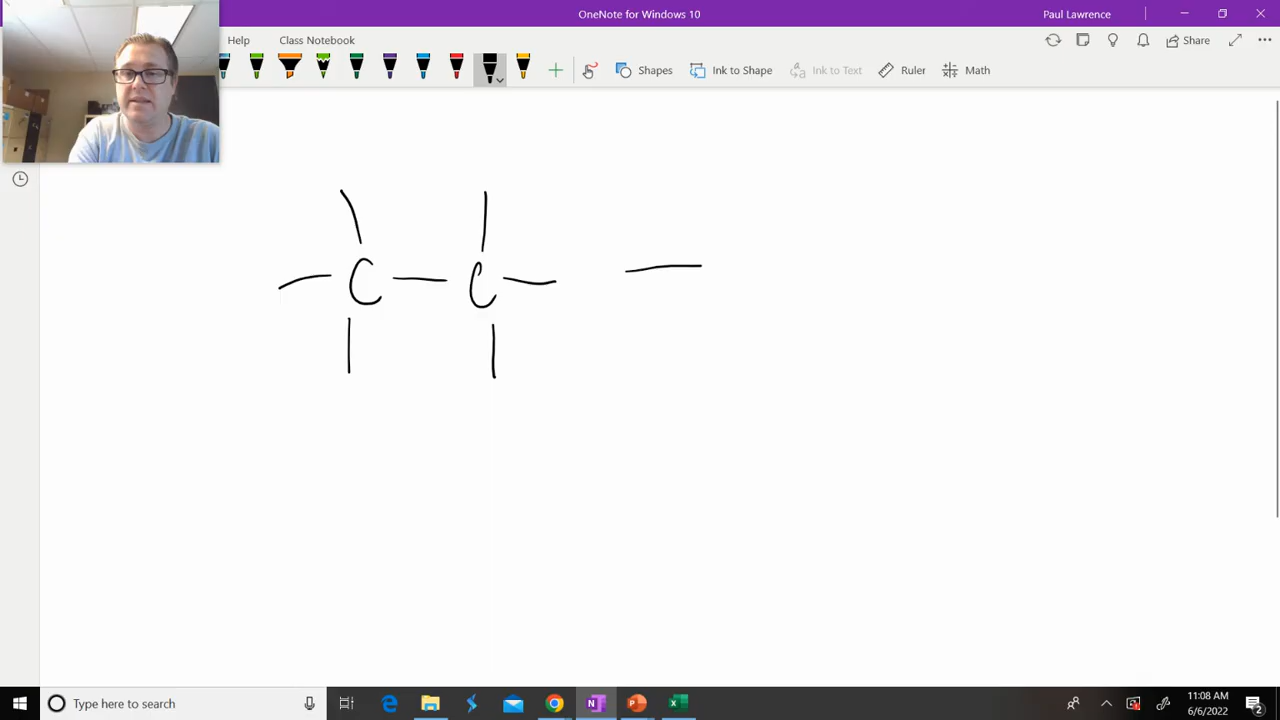 OneNote for Windows 10
Paul Lawrence
Help
Class Notebook
Share
Shapes
Ink to Shape
Ink to Text
Ruler
Math
C — C
Type here to search
11:08 AM
6/6/2022
2